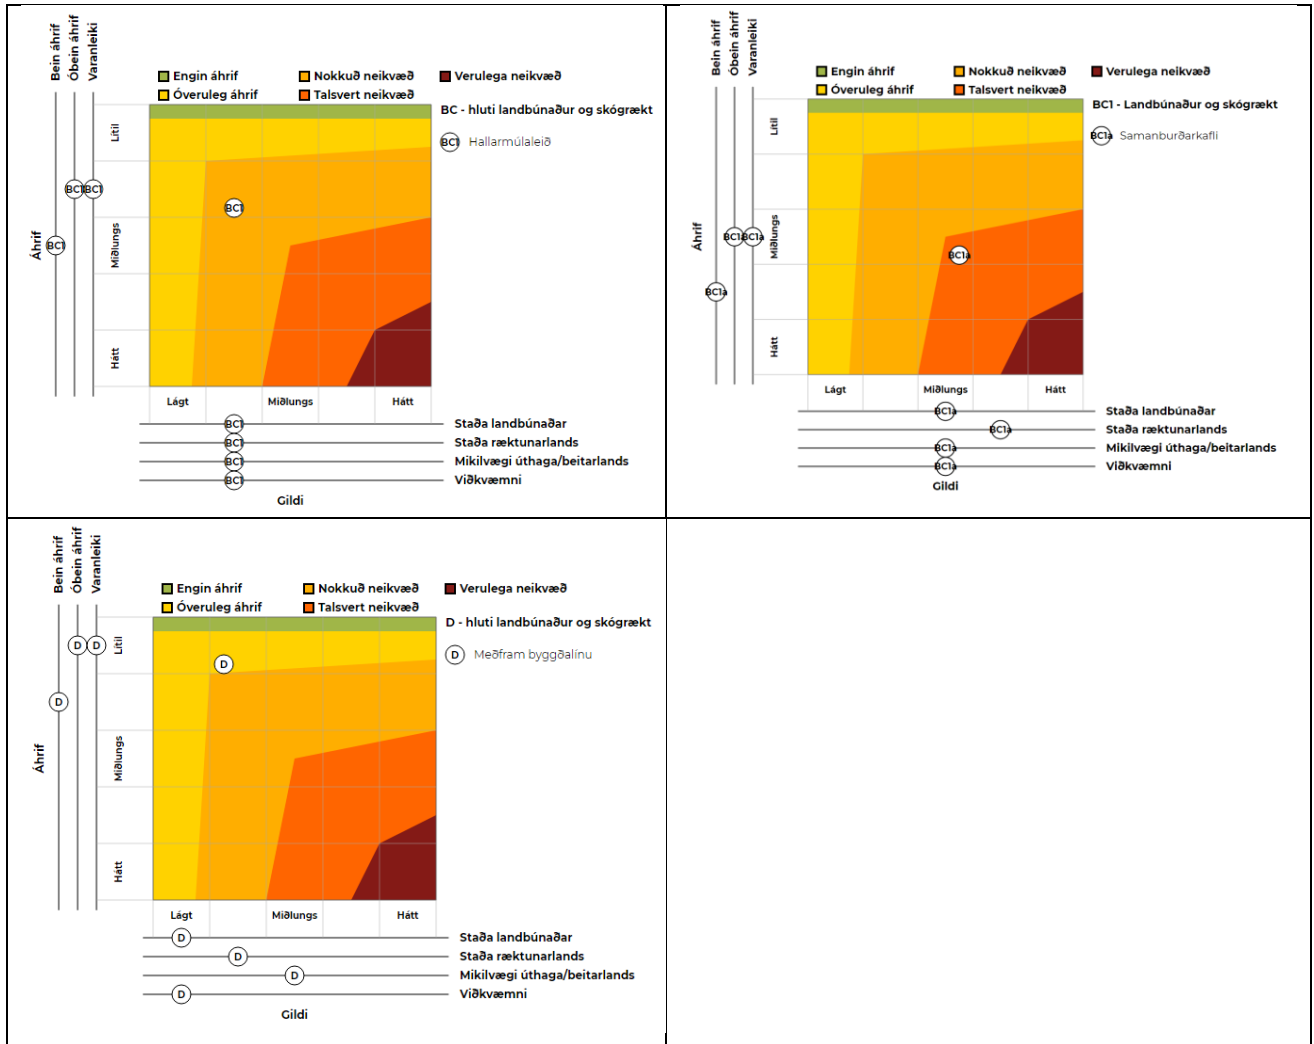 Bein áhrif
Óbein áhrif
Varanleiki
Engin áhrif
Nokkuð neikvæð
Verulega neikvæð
Óveruleg áhrif
Talsvert neikvæð
BC - hluti landbúnaður og skógrækt
BC1 Hallarmúlaleið
Lítil
Miðlungs
Hátt
Áhrif
BC1
BC1
BC1
BC1
Lágt
Miðlungs
Hátt
BC1 Staða landbúnaðar
BC1 Staða ræktunarlands
BC1 Mikilvægi úthaga/beitarlands
BC1 Viðkvæmni
Gildi
Bein áhrif
Óbein áhrif
Varanleiki
Engin áhrif
Nokkuð neikvæð
Verulega neikvæð
Óveruleg áhrif
Talsvert neikvæð
BC1 - Landbúnaður og skógrækt
BC1a Samanburðarkafli
Lítil
Miðlungs
Hátt
Áhrif
BC1a
BC1a
BC1a
BC1a
Lágt
Miðlungs
Hátt
BC1a Staða landbúnaðar
BC1a Staða ræktunarlands
BC1a Mikilvægi úthaga/beitarlands
BC1a Viðkvæmni
Gildi
Bein áhrif
Óbein áhrif
Varanleiki
Engin áhrif
Nokkuð neikvæð
Verulega neikvæð
Óveruleg áhrif
Talsvert neikvæð
D - hluti landbúnaður og skógrækt
D Meðfram byggðalínu
Lítil
Miðlungs
Hátt
Áhrif
D
D
D
D
Lágt
Miðlungs
Hátt
D Staða landbúnaðar
D Staða ræktunarlands
D Mikilvægi úthaga/beitarlands
D Viðkvæmni
Gildi